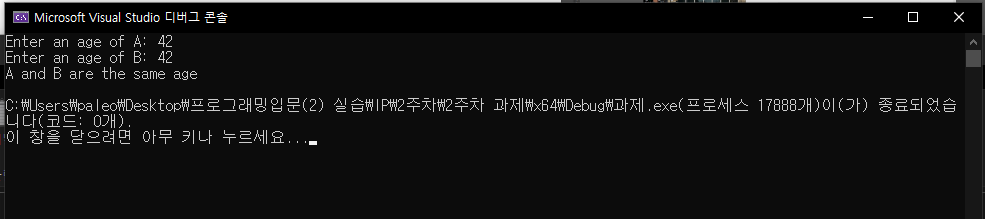 Microsoft Visual Studio 디버그 콘솔
Enter an age of A: 42
Enter an age of B: 42
A and B are the same age
C:₩Users₩paleo₩Desktop₩프로그래밍입문(2) 실습₩IP₩2주차₩2주차 과제₩x64₩Debug₩과제.exe(프로세스 17888개)이(가) 종료되었습
니다(코드: 0개).
이 창을 닫으려면 아무 키나 누르세요...